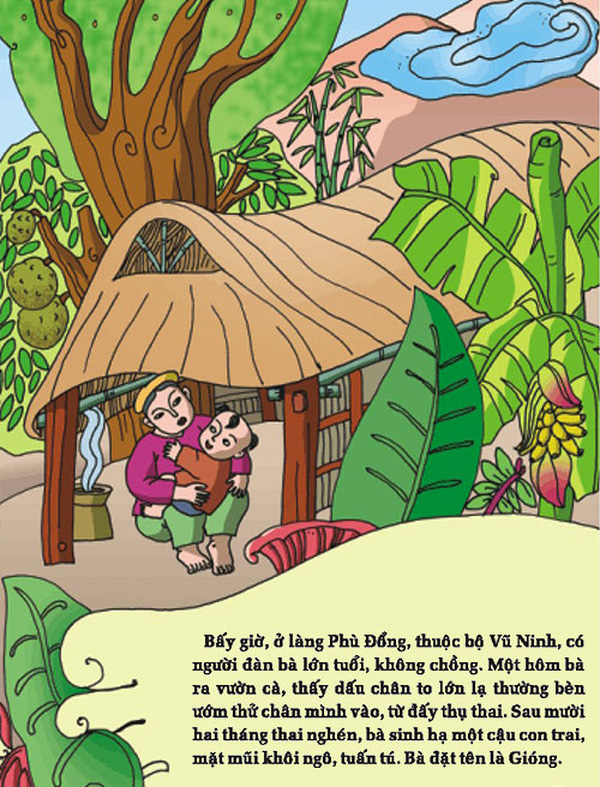 Bấy giờ, ở làng Phù Đổng, thuộc bộ Vũ Ninh, có
người đàn bà lớn tuổi, không chồng. Một hôm bà
ra vườn cà, thấy dấu chân to lớn lạ thường bèn
ướm thử chân mình vào, từ đấy thụ thai. Sau mười
hai tháng thai nghén, bà sinh hạ một cậu con trai,
mặt mũi khôi ngô, tuấn tú. Bà đặt tên là Gióng.